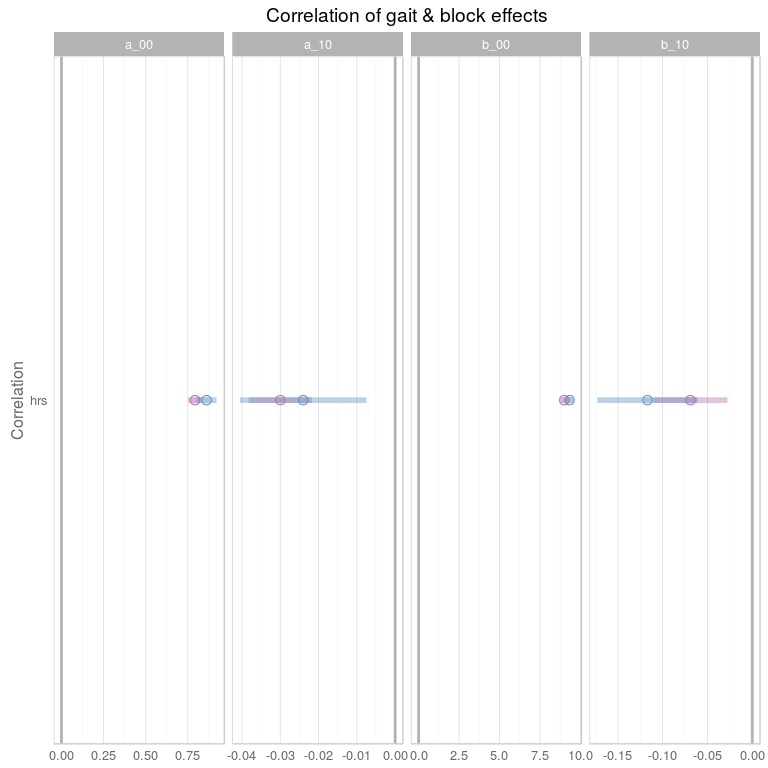 Correlation of gait & block effects
a_00 a_10 b_00 b_10
Correlation
hrs
0.00 0.25 0.50 0.75 -0.04 -0.03 -0.02 -0.01 0.00 0.0 2.5 5.0 7.5 10.0 -0.15 -0.10 -0.05 0.00